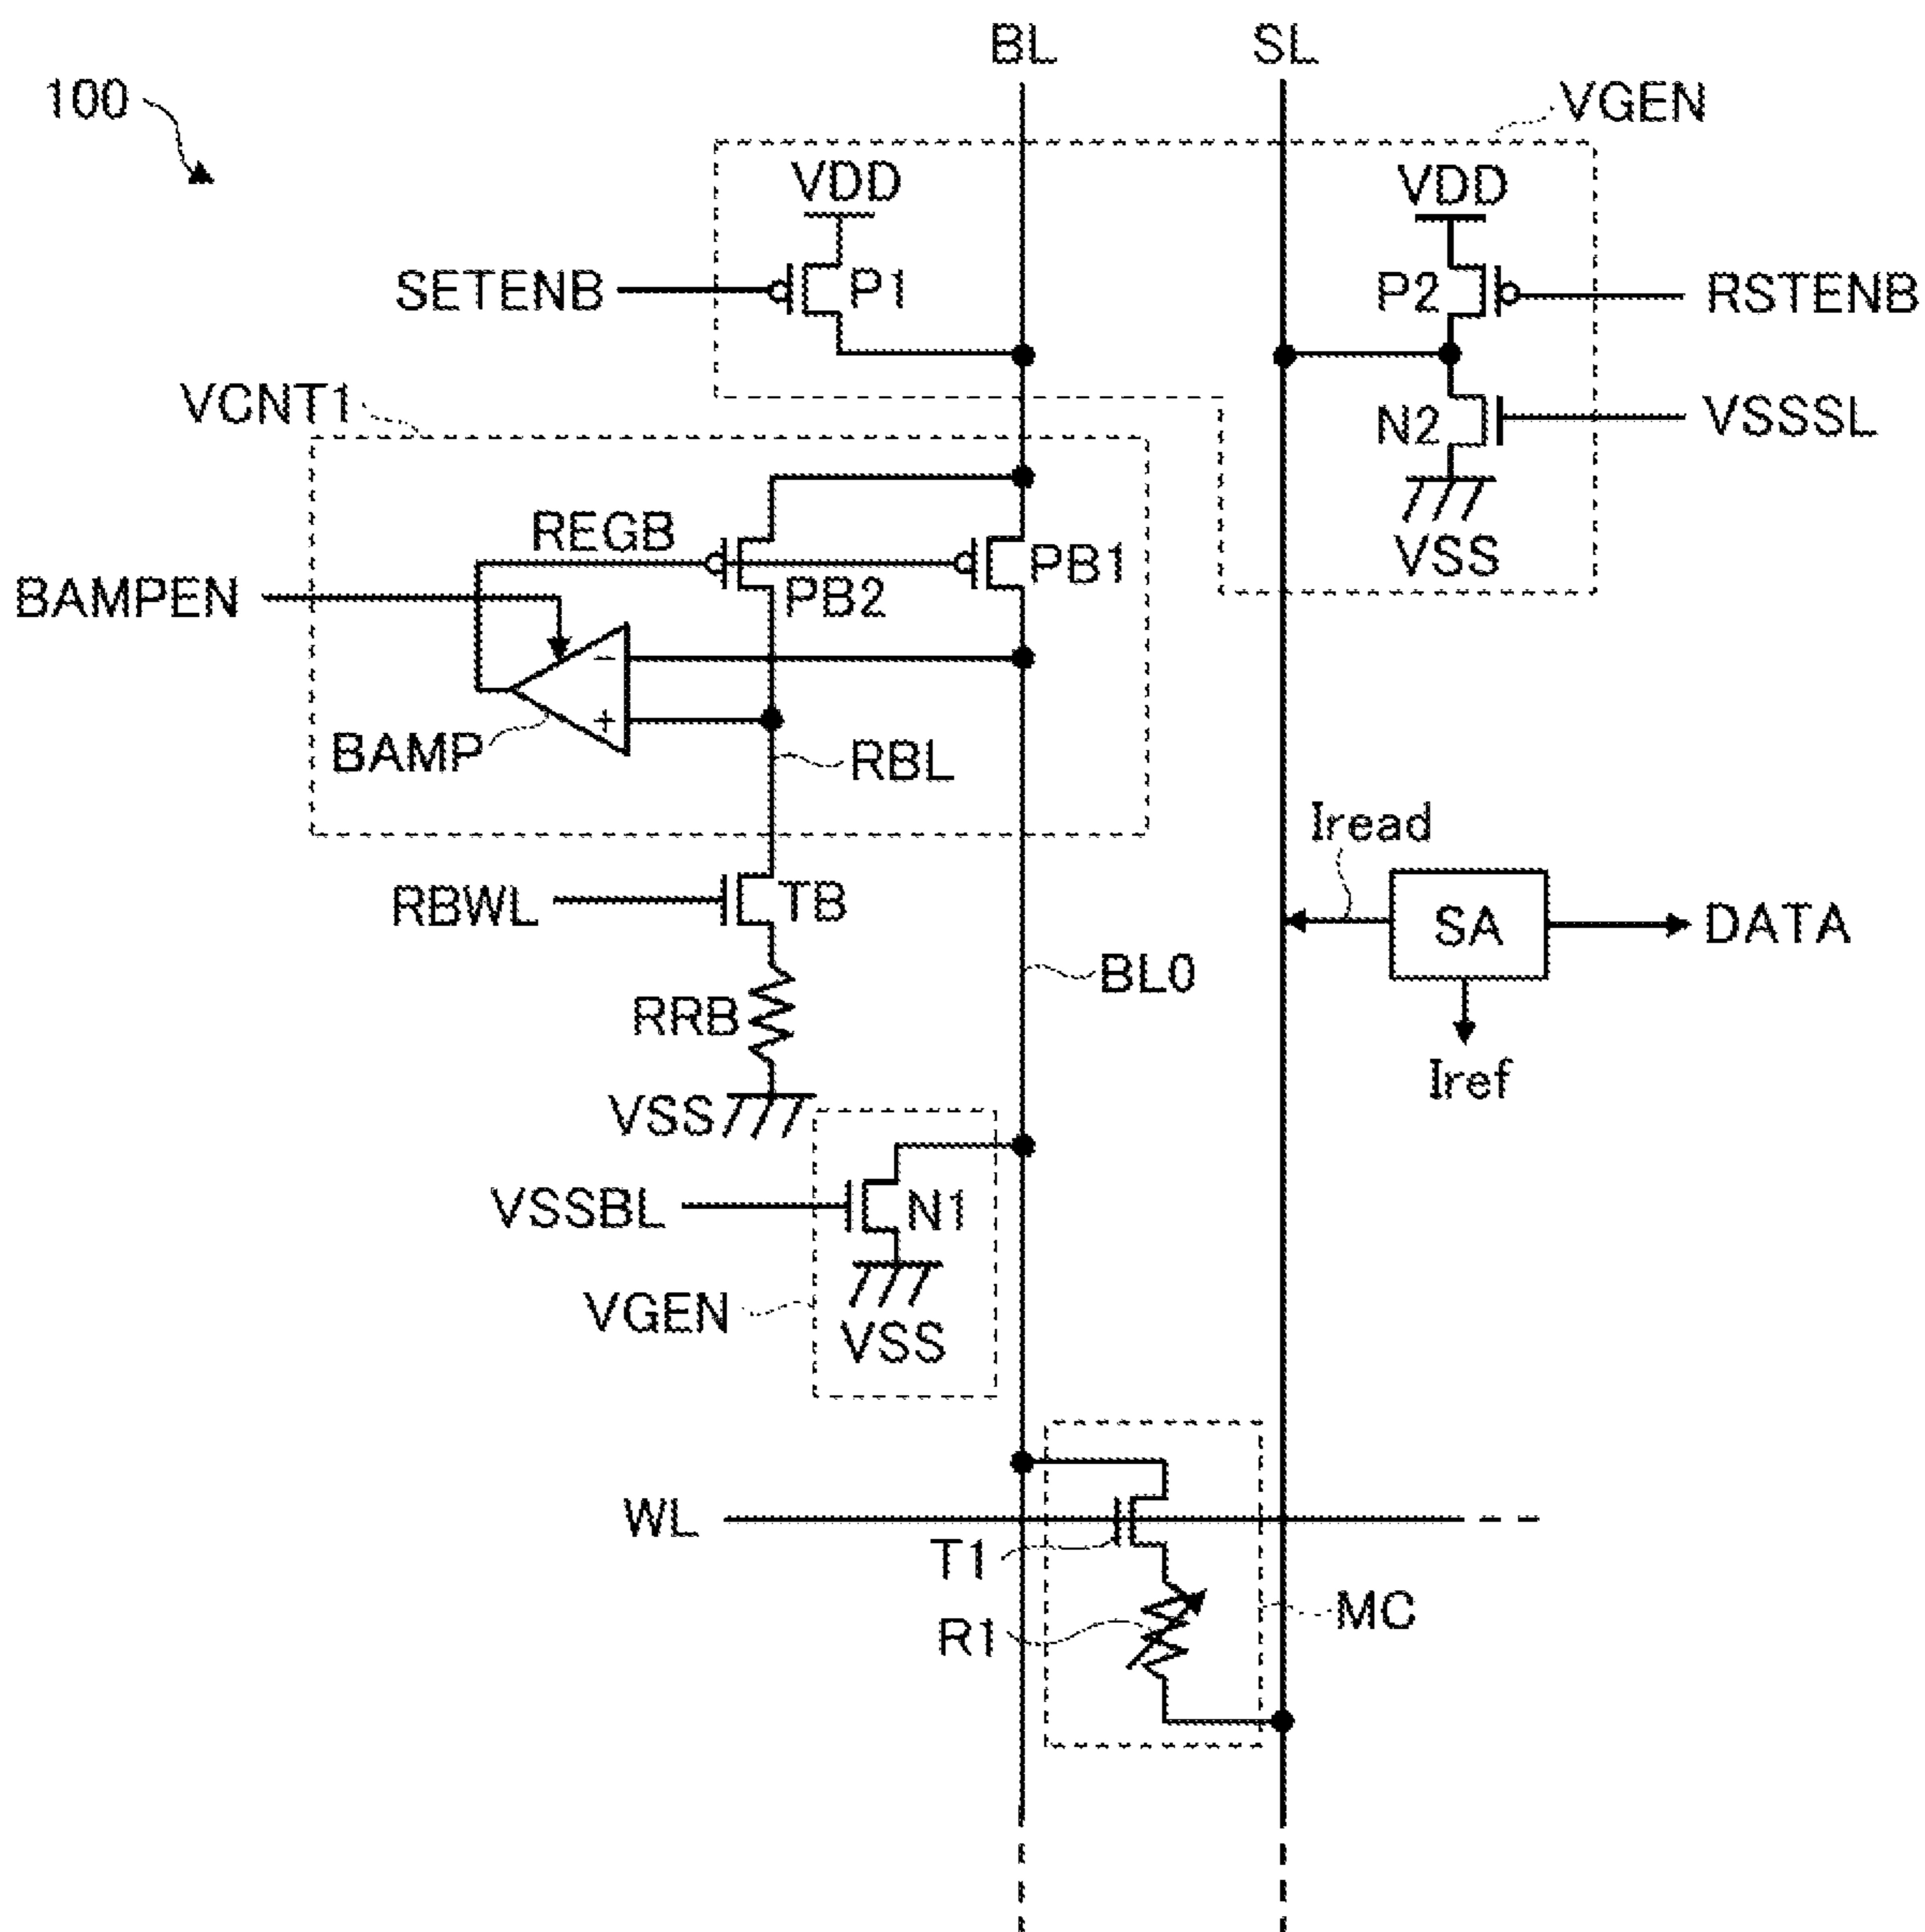 BL SL
100
VGEN
VDD VDD
SETENB P1 P2 RSTENB
VCNT1 N2 VSSSL
REGB VSS
BAMPEN PB2 PB1
−
+
BAMP RBL
Iread
RBWL TB SA DATA
BL0
RRB
Iref
VSS
VSSBL N1
VGEN
VSS
WL
T1
R1 MC